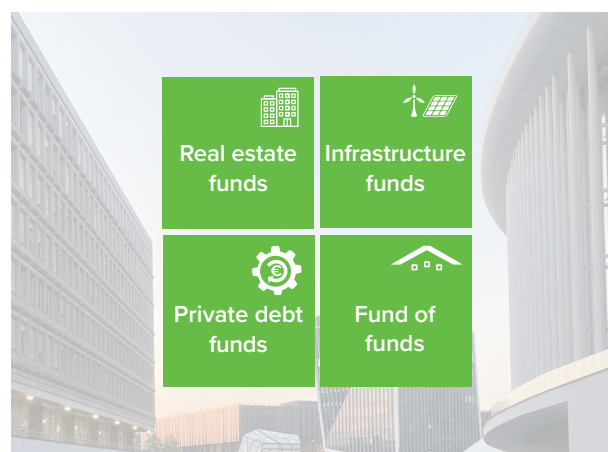 Real estate
funds
Infrastructure
funds
Private debt
funds
Fund of
funds